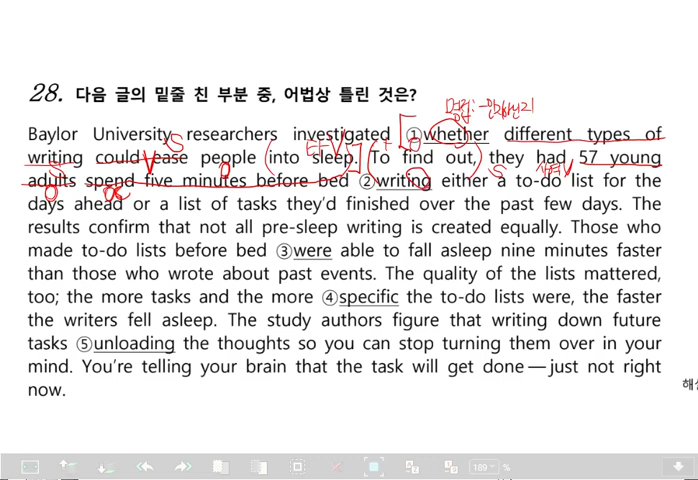 28. 다음 글의 밑줄 친 부분 중, 어법상 틀린 것은?
Baylor University researchers investigated ①whether different types of
writing could ease people into sleep. To find out, they had 57 young
adults spend five minutes before bed ②writing either a to-do list for the
days ahead or a list of tasks they'd finished over the past few days. The
results confirm that not all pre-sleep writing is created equally. Those who
made to-do lists before bed ③were able to fall asleep nine minutes faster
than those who wrote about past events. The quality of the lists mattered,
too; the more tasks and the more ④specific the to-do lists were, the faster
the writers fell asleep. The study authors figure that writing down future
tasks ⑤unloading the thoughts so you can stop turning them over in your
mind. You're telling your brain that the task will get done—just not right
now.
해
189 %